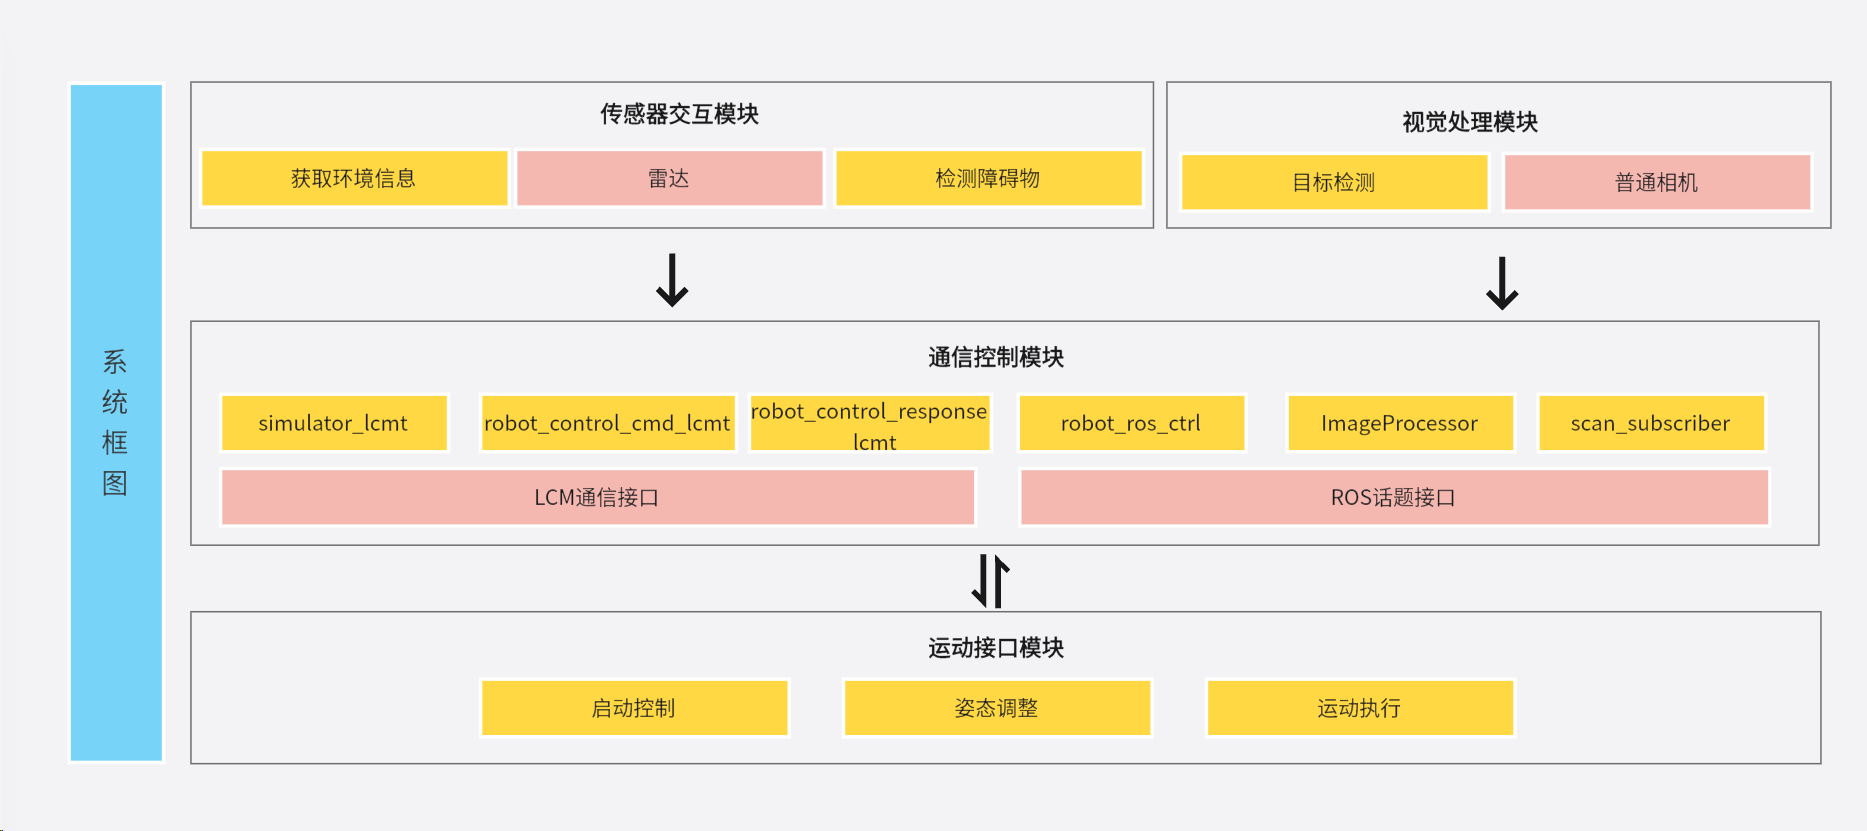 系
统
框
图
传感器交互模块
获取环境信息
雷达
检测障碍物
视觉处理模块
目标检测
普通相机
通信控制模块
simulator_lcmt
robot_control_cmd_lcmt
robot_control_response
lcmt
robot_ros_ctrl
ImageProcessor
scan_subscriber
LCM通信接口
ROS话题接口
运动接口模块
启动控制
姿态调整
运动执行